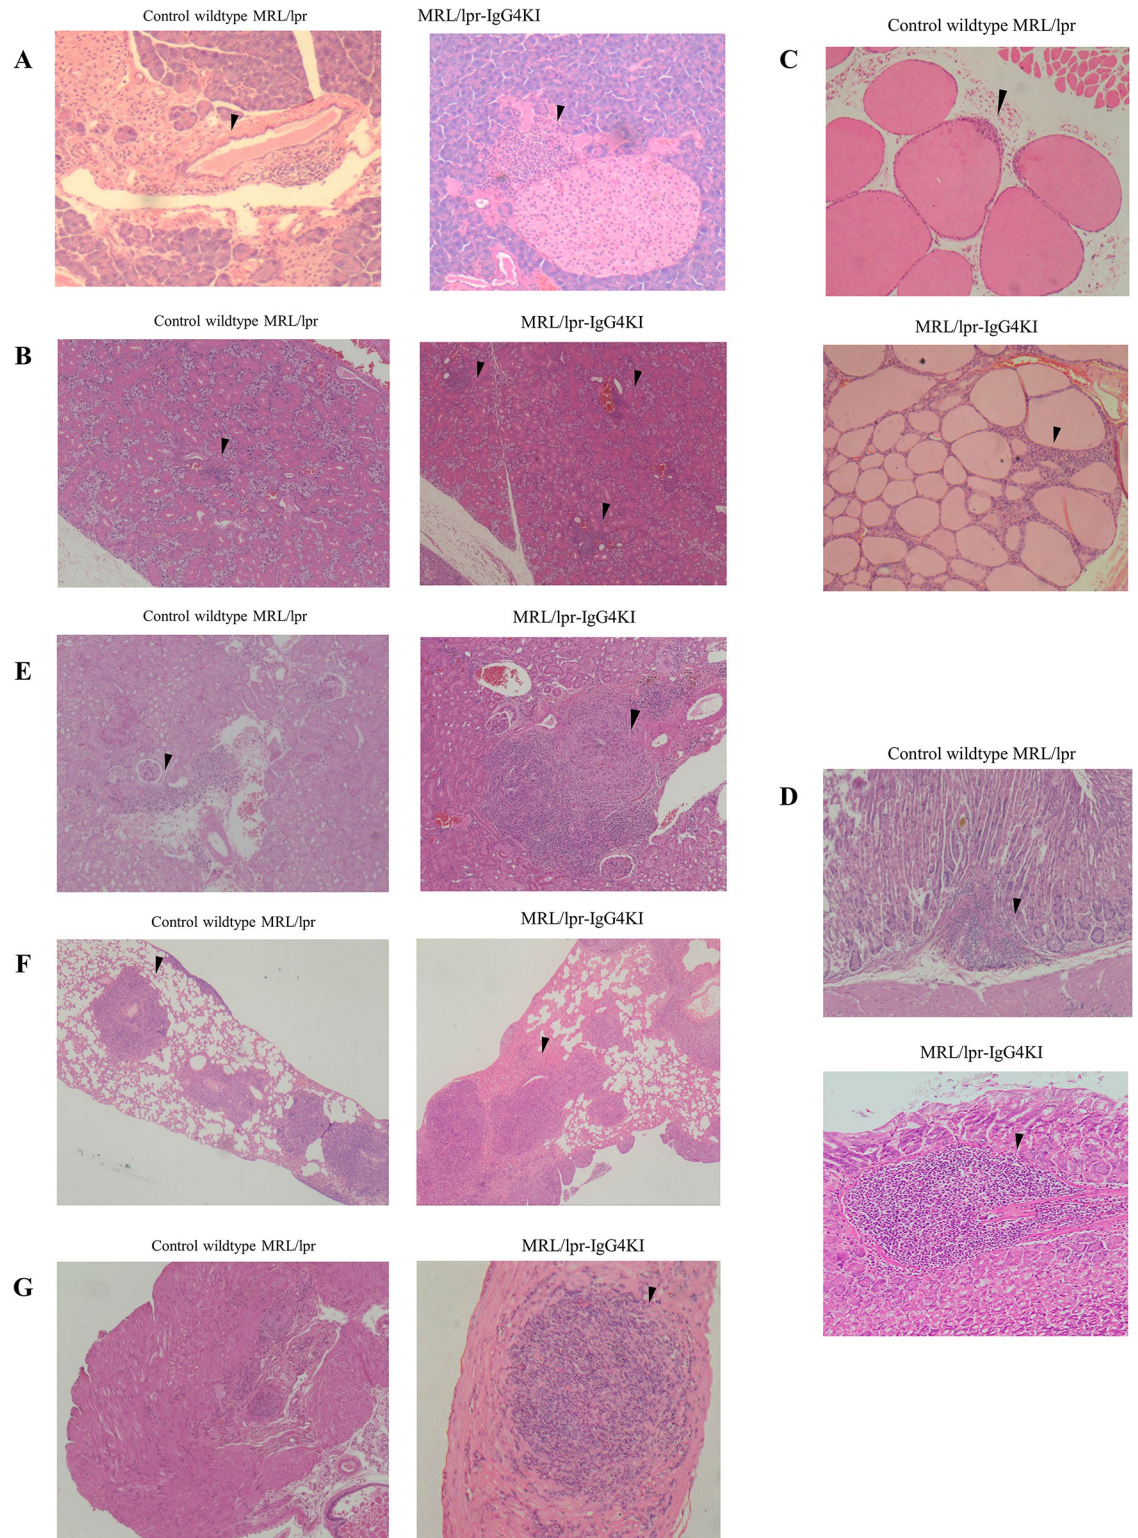 Control wildtype MRL/lpr
MRL/lpr-IgG4KI
A
Control wildtype MRL/lpr
MRL/lpr-IgG4KI
B
Control wildtype MRL/lpr
C
MRL/lpr-IgG4KI
Control wildtype MRL/lpr
MRL/lpr-IgG4KI
E
Control wildtype MRL/lpr
D
MRL/lpr-IgG4KI
Control wildtype MRL/lpr
MRL/lpr-IgG4KI
F
Control wildtype MRL/lpr
MRL/lpr-IgG4KI
G